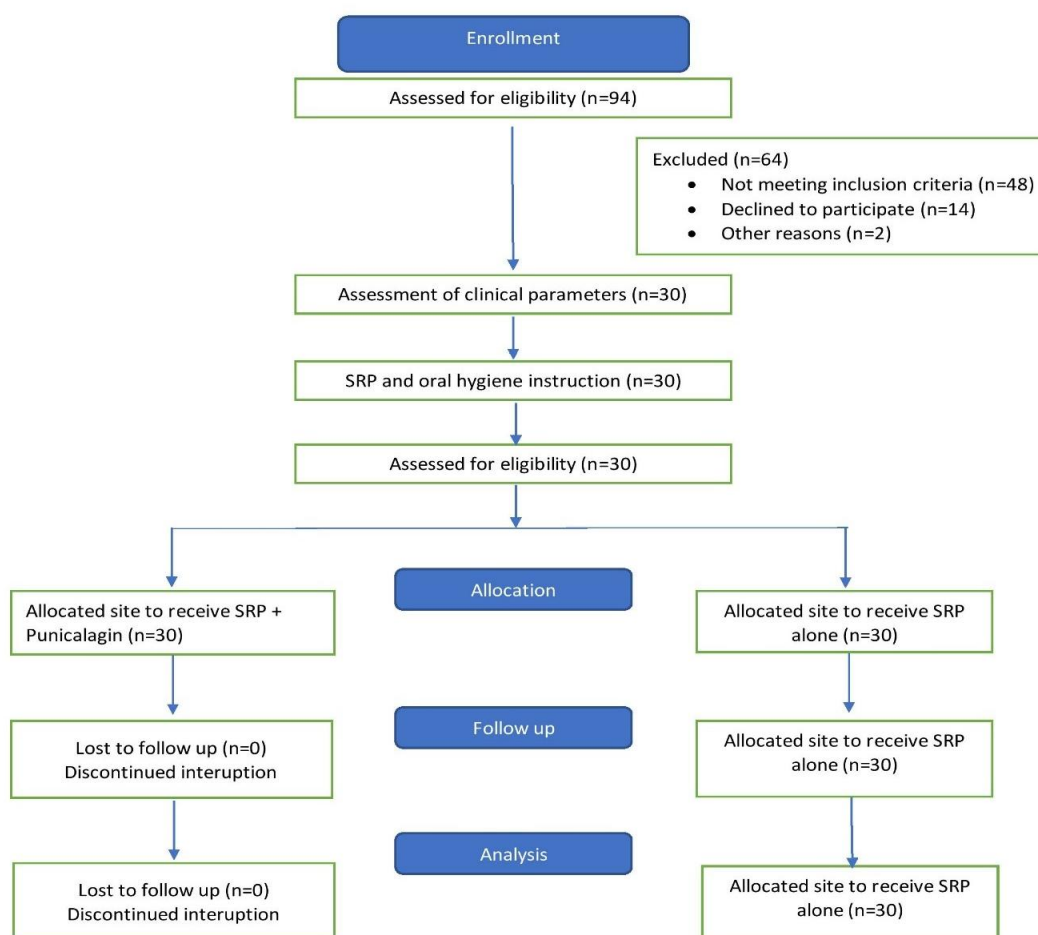 Enrollment
Assessed for eligibility (n=94)
Excluded (n=64)
• Not meeting inclusion criteria (n=48)
• Declined to participate (n=14)
• Other reasons (n=2)
Assessment of clinical parameters (n=30)
SRP and oral hygiene instruction (n=30)
Assessed for eligibility (n=30)
Allocation
Allocated site to receive SRP +
Punicalagin (n=30)
Allocated site to receive SRP
alone (n=30)
Follow up
Lost to follow up (n=0)
Discontinued interuption
Allocated site to receive SRP
alone (n=30)
Analysis
Lost to follow up (n=0)
Discontinued interuption
Allocated site to receive SRP
alone (n=30)